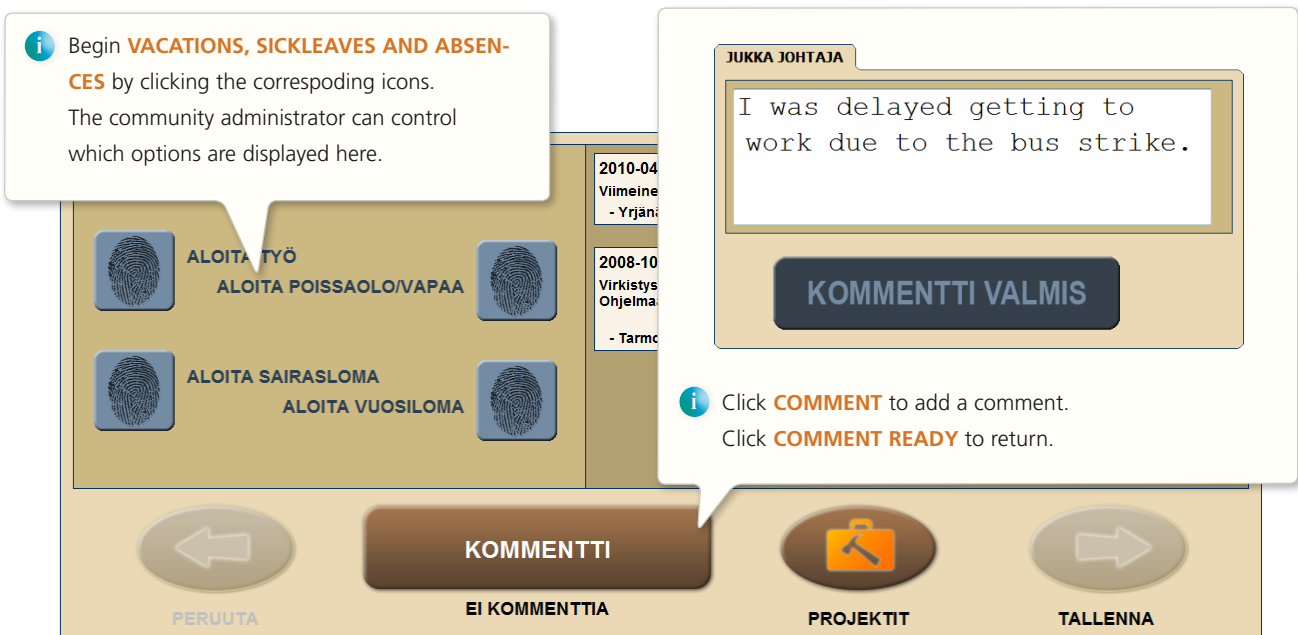 Begin VACATIONS, SICKLEAVES AND ABSEN-
CES by clicking the correspoding icons.
The community administrator can control
which options are displayed here.
JUKKA JOHTAJA
I was delayed getting to
work due to the bus strike.
KOMMENTTI VALMIS
Click COMMENT to add a comment.
Click COMMENT READY to return.
2010-04
Viimeine
- Yrjänä
2008-10
Virkistys
Ohjelma
- Tarmo
ALOITA TYÖ
ALOITA POISSAOLO/VAPAA
ALOITA SAIRASLOMA
ALOITA VUOSILOMA
KOMMENTTI
PERUUTA
EI KOMMENTTIA
PROJEKTIT
TALLENNA